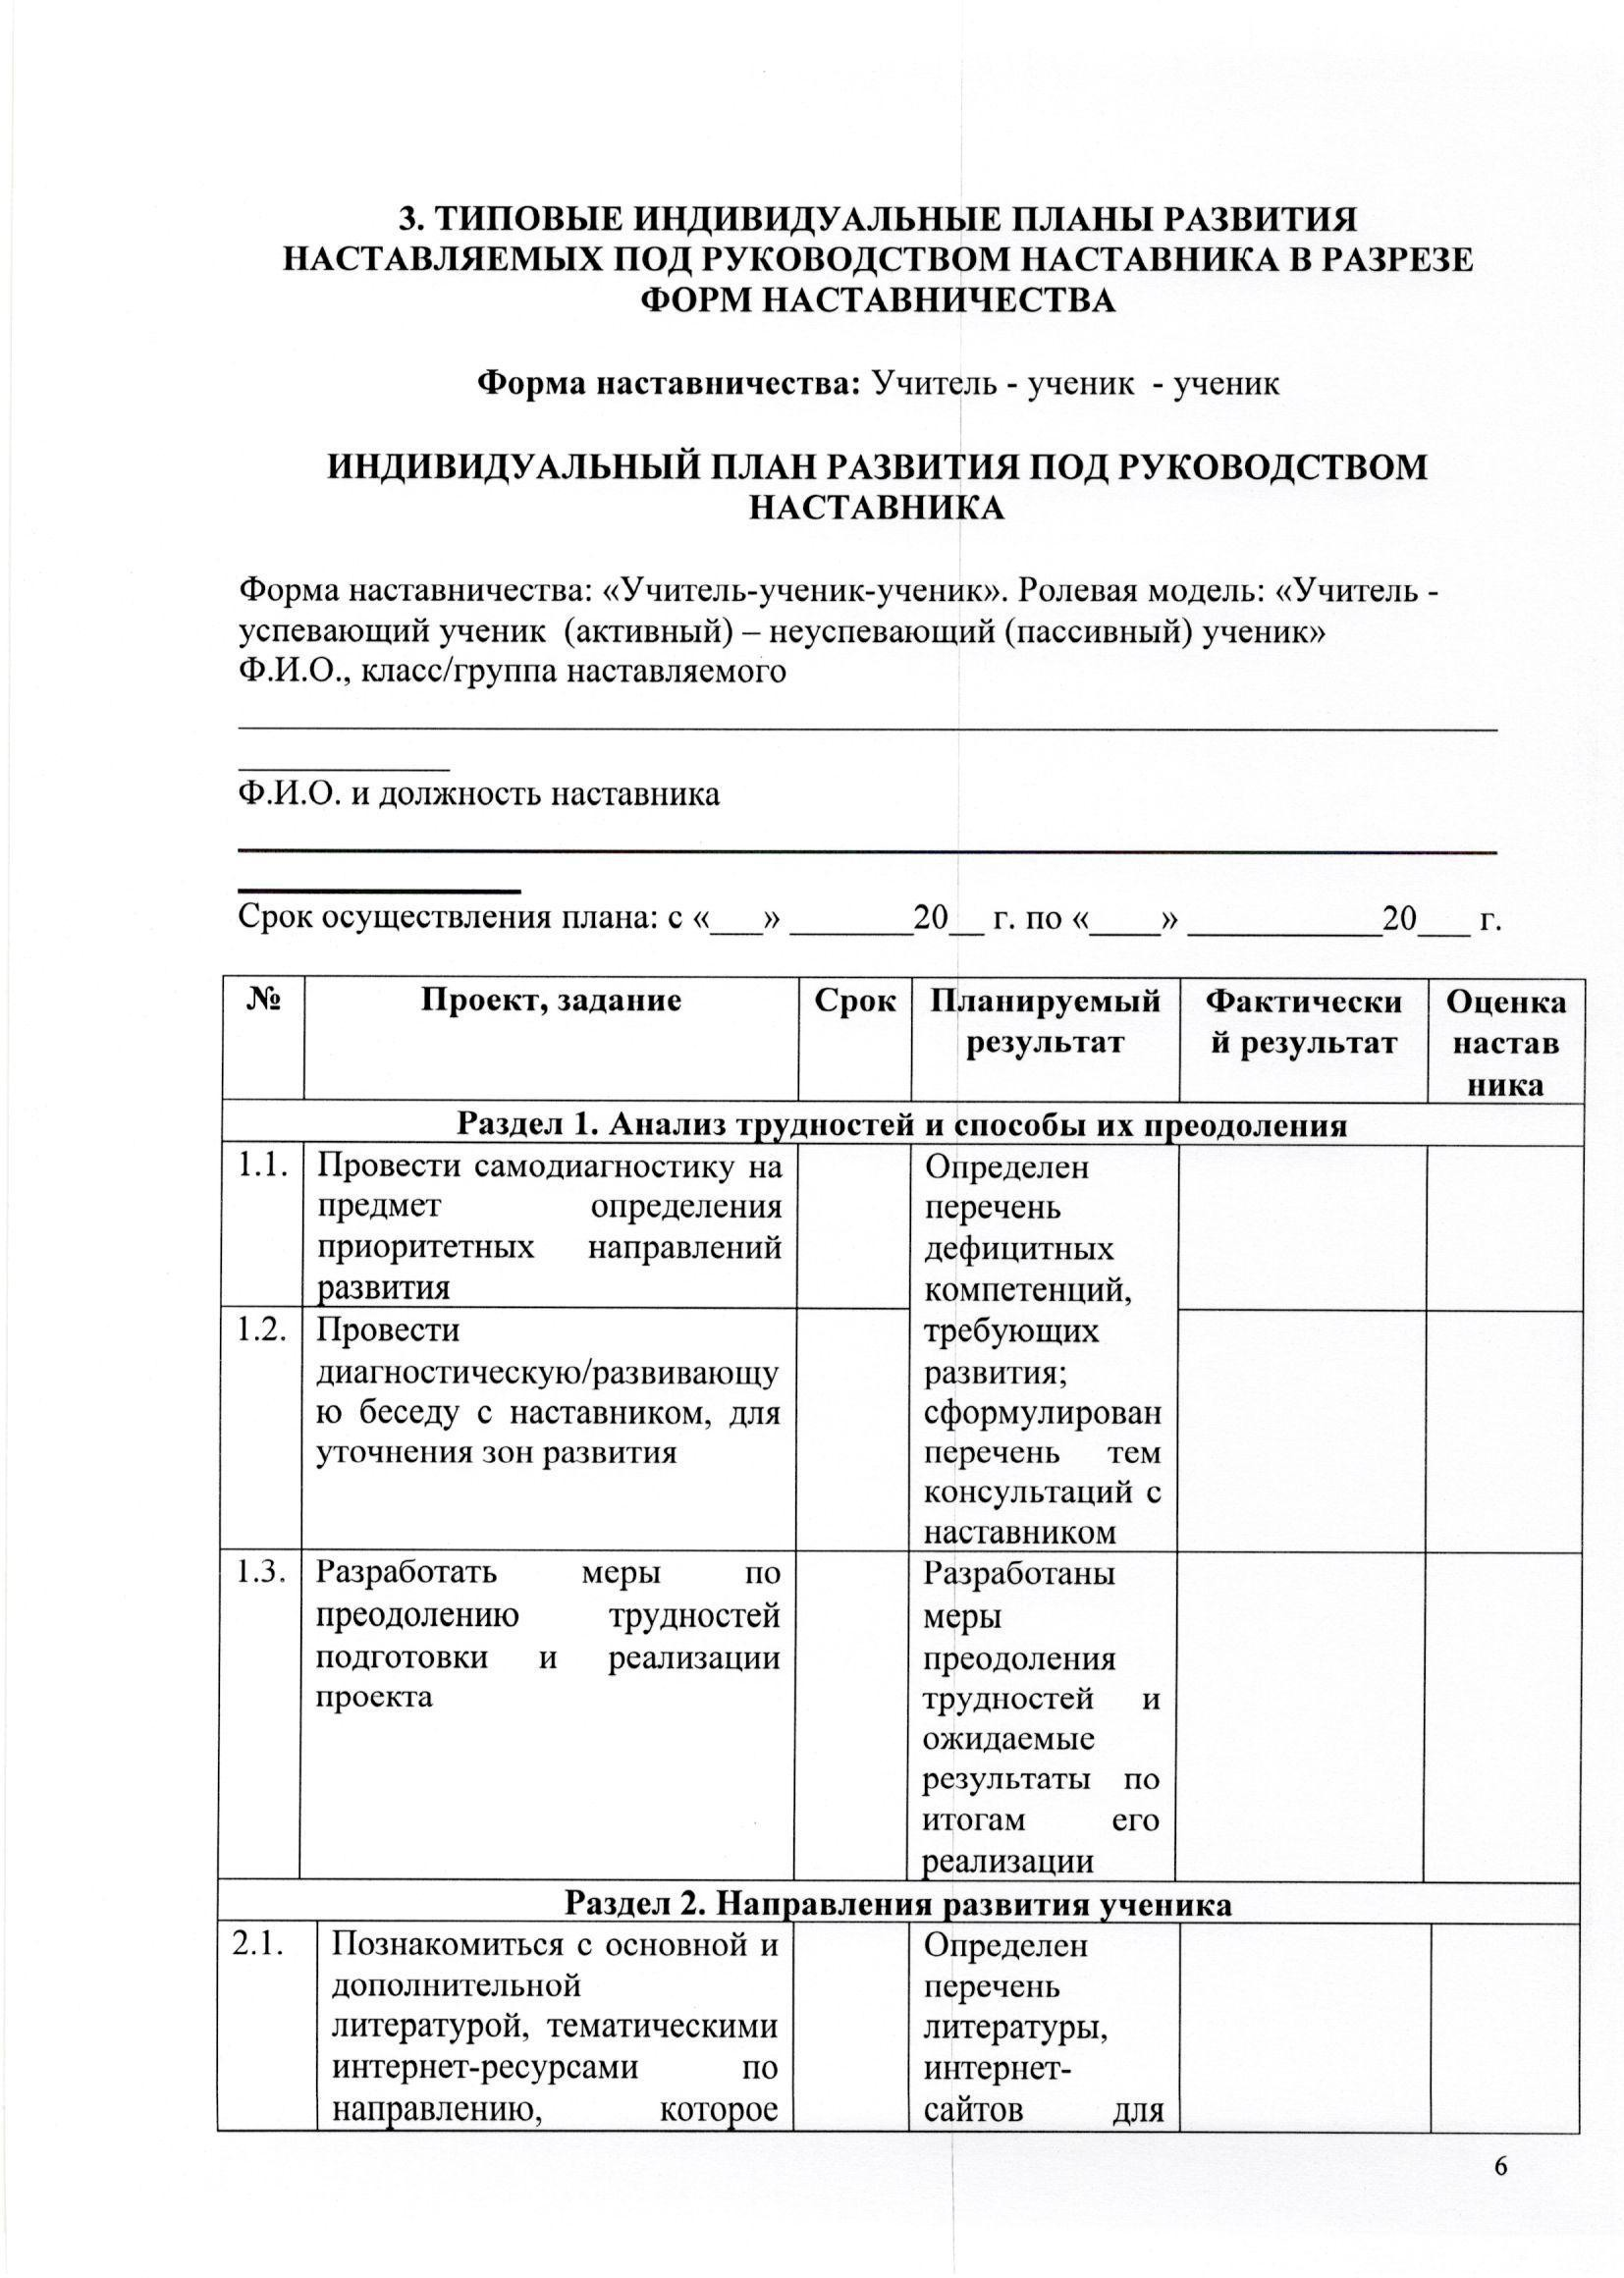 3. ТИПОВЫЕ ИНДИВИДУАЛЬНЫЕ ПЛАНЫ РАЗВИТИЯ
НАСТАВЛЯЕМЫХ ПОД РУКОВОДСТВОМ НАСТАВНИКА В РАЗРЕЗЕ
ФОРМ НАСТАВНИЧЕСТВА
Форма наставничества: Учитель - ученик - ученик
ИНДИВИДУАЛЬНЫЙ ПЛАН РАЗВИТИЯ ПОД РУКОВОДСТВОМ
НАСТАВНИКА
Форма наставничества: «Учитель-ученик-ученик». Ролевая модель: «Учитель -
успевающий ученик (активный) – неуспевающий (пассивный) ученик»
Ф.И.О., класс/группа наставляемого
Ф.И.О. и должность наставника
Срок осуществления плана: с «___» _______20__ г. по «____» ___________20___ г.
№
Проект, задание
Срок
Планируемый
результат
Фактически
й результат
Оценка
настав
ника
Раздел 1. Анализ трудностей и способы их преодоления
1.1.
Провести самодиагностику на
предмет определения
приоритетных направлений
развития
Определен
перечень
дефицитных
компетенций,
требующих
развития;
сформулирован
перечень тем
консультаций с
наставником
1.2.
Провести
диагностическую/развивающу
ю беседу с наставником, для
уточнения зон развития
1.3.
Разработать меры по
преодолению трудностей
подготовки и реализации
проекта
Разработаны
меры
преодоления
трудностей и
ожидаемые
результаты по
итогам его
реализации
Раздел 2. Направления развития ученика
2.1.
Познакомиться с основной и
дополнительной
литературой, тематическими
интернет-ресурсами по
направлению, которое
Определен
перечень
литературы,
интернет-
сайтов для
6